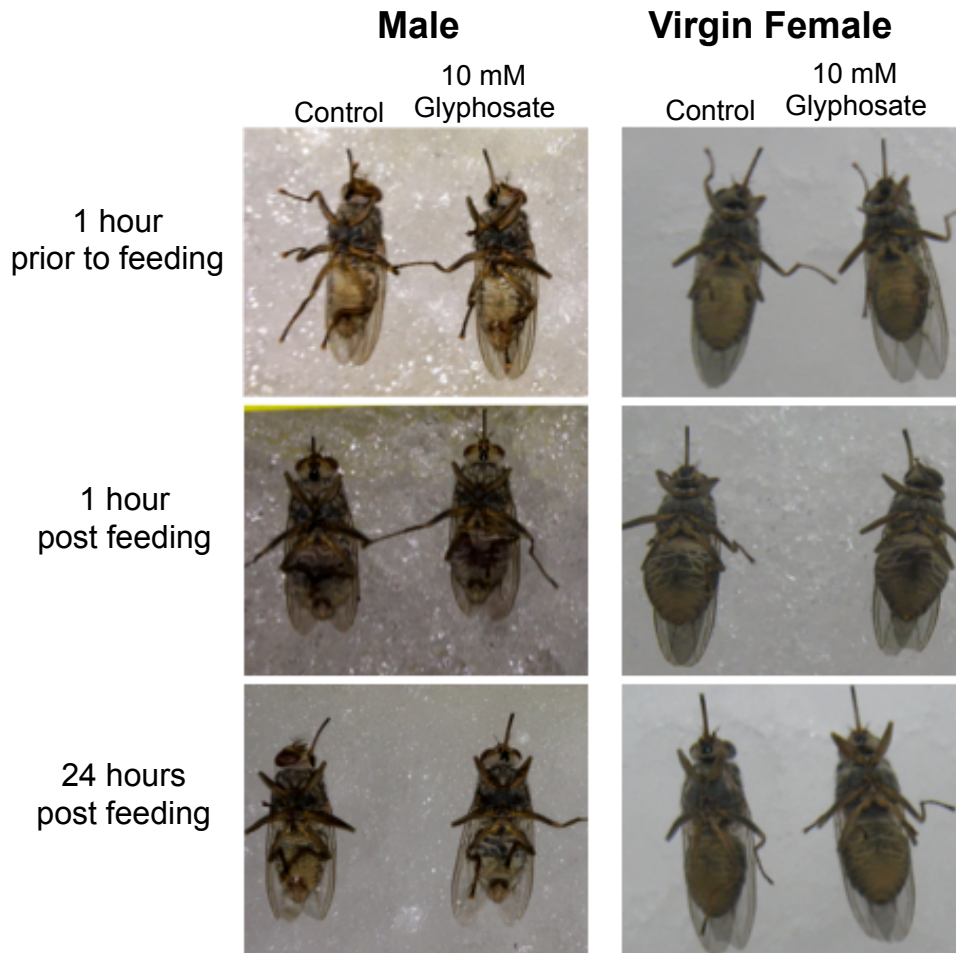 Male
Virgin Female
Control
10 mM
Glyphosate
Control
10 mM
Glyphosate
1 hour
prior to feeding
1 hour
post feeding
24 hours
post feeding